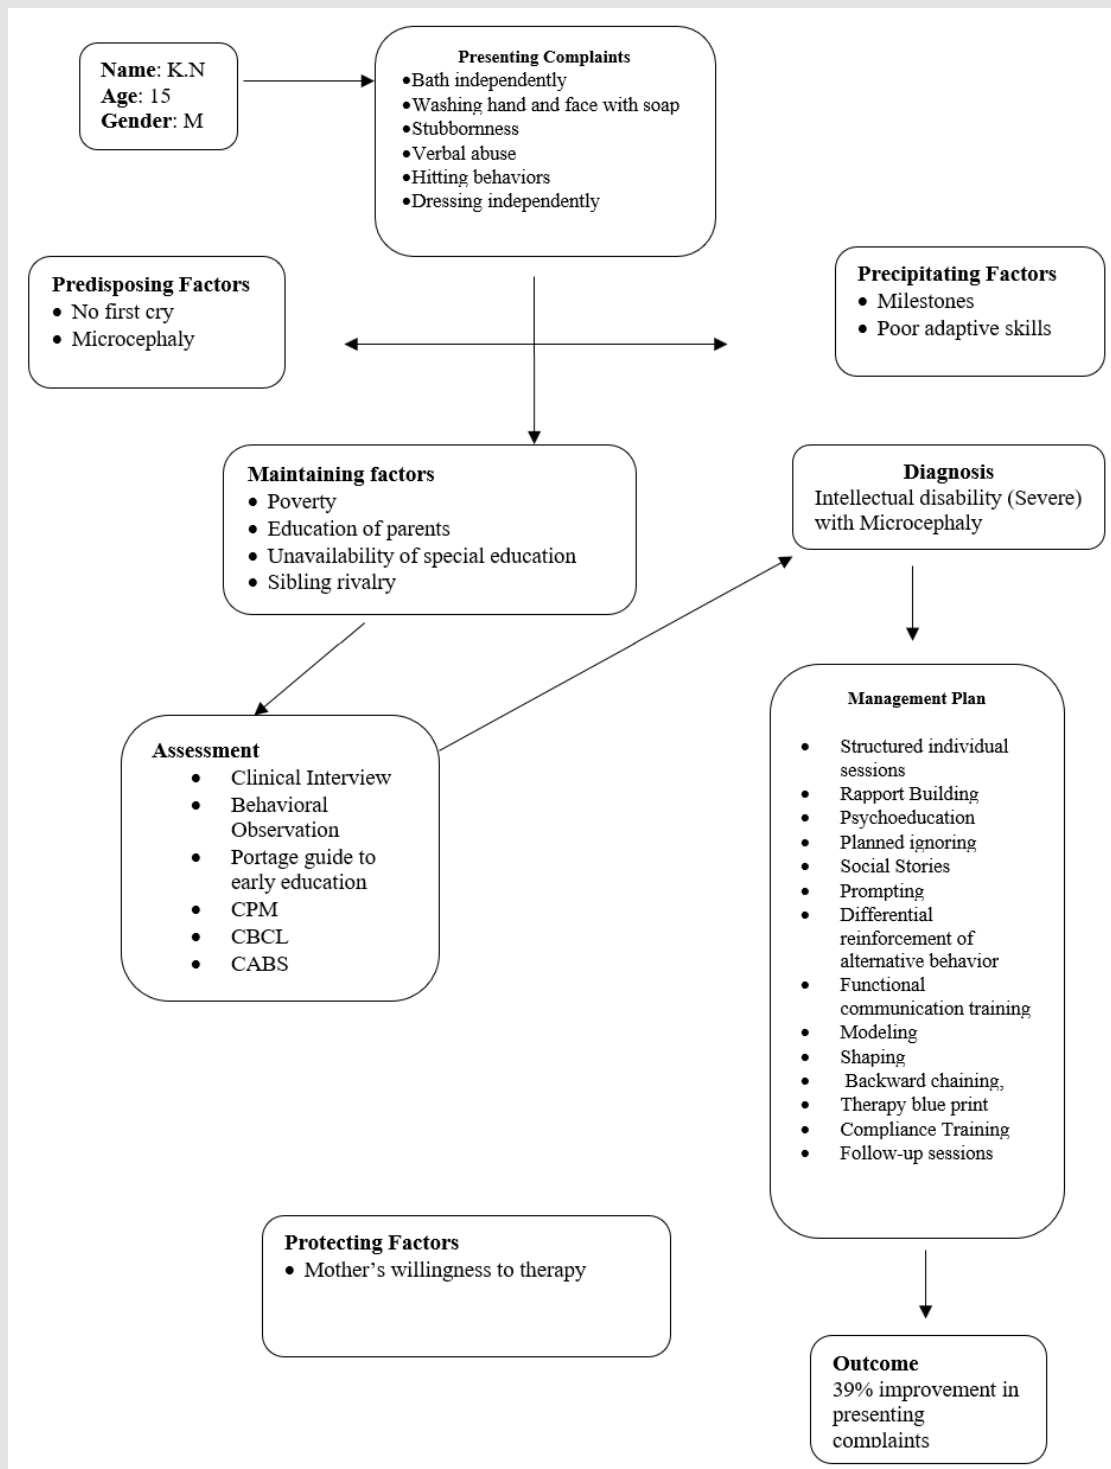 Name: K.N
Age: 15
Gender: M
Presenting Complaints
•Bath independently
•Washing hand and face with soap
•Stubbornness
•Verbal abuse
•Hitting behaviors
•Dressing independently
Predisposing Factors
• No first cry
• Microcephaly
Precipitating Factors
• Milestones
• Poor adaptive skills
Maintaining factors
• Poverty
• Education of parents
• Unavailability of special education
• Sibling rivalry
Diagnosis
Intellectual disability (Severe)
with Microcephaly
Assessment
• Clinical Interview
• Behavioral
Observation
• Portage guide to
early education
• CPM
• CBCL
• CABS
Management Plan
• Structured individual
sessions
• Rapport Building
• Psychoeducation
• Planned ignoring
• Social Stories
• Prompting
• Differential
reinforcement of
alternative behavior
• Functional
communication training
• Modeling
• Shaping
• Backward chaining,
• Therapy blue print
• Compliance Training
• Follow-up sessions
Protecting Factors
• Mother's willingness to therapy
Outcome
39% improvement in
presenting
complaints